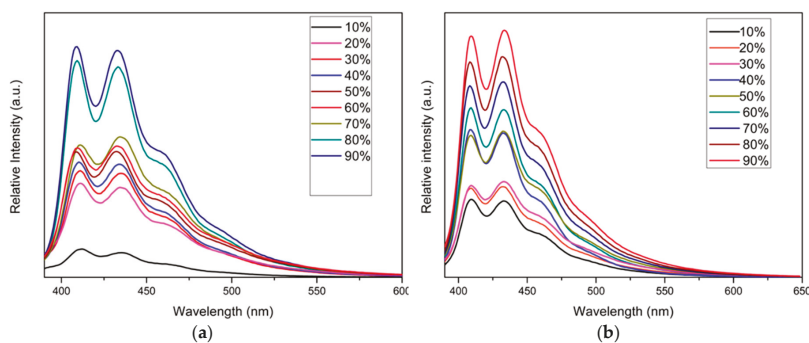 Relative Intensity (a.u.)
10%
20%
30%
40%
50%
60%
70%
80%
90%
400 450 500 550 600
Wavelength (nm)
(a)
Relative Intensity (a.u.)
10%
20%
30%
40%
50%
60%
70%
80%
90%
400 450 500 550 600 650
Wavelength (nm)
(b)